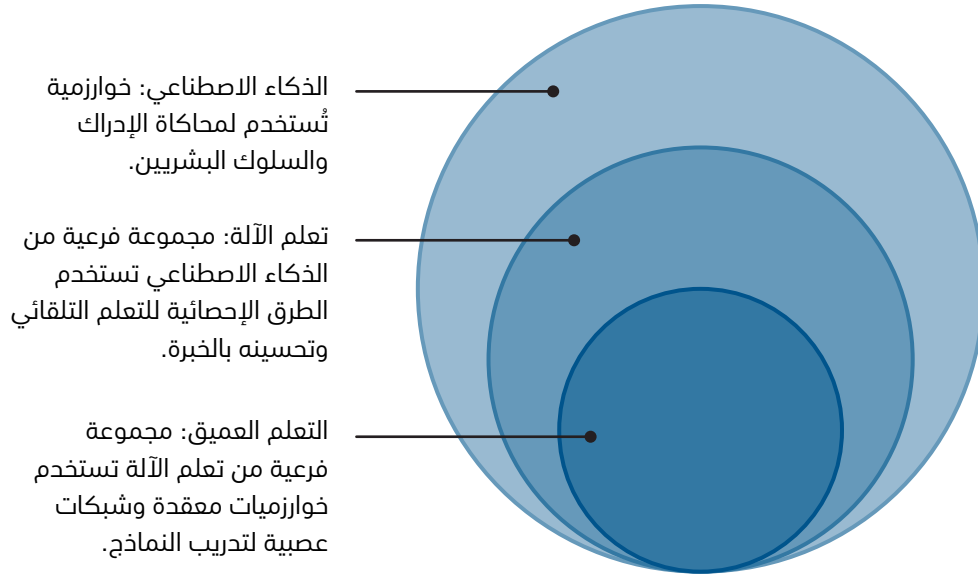 الذكاء الاصطناعي: خوارزمية
تُستخدم لمحاكاة الإدراك
والسلوك البشريين.
تعلم الآلة: مجموعة فرعية من
الذكاء الاصطناعي تستخدم
الطرق الإحصائية للتعلم التلقائي
وتحسينه بالخبرة.
التعلم العميق: مجموعة
فرعية من تعلم الآلة تستخدم
خوارزميات معقدة وشبكات
عصبية لتدريب النماذج.